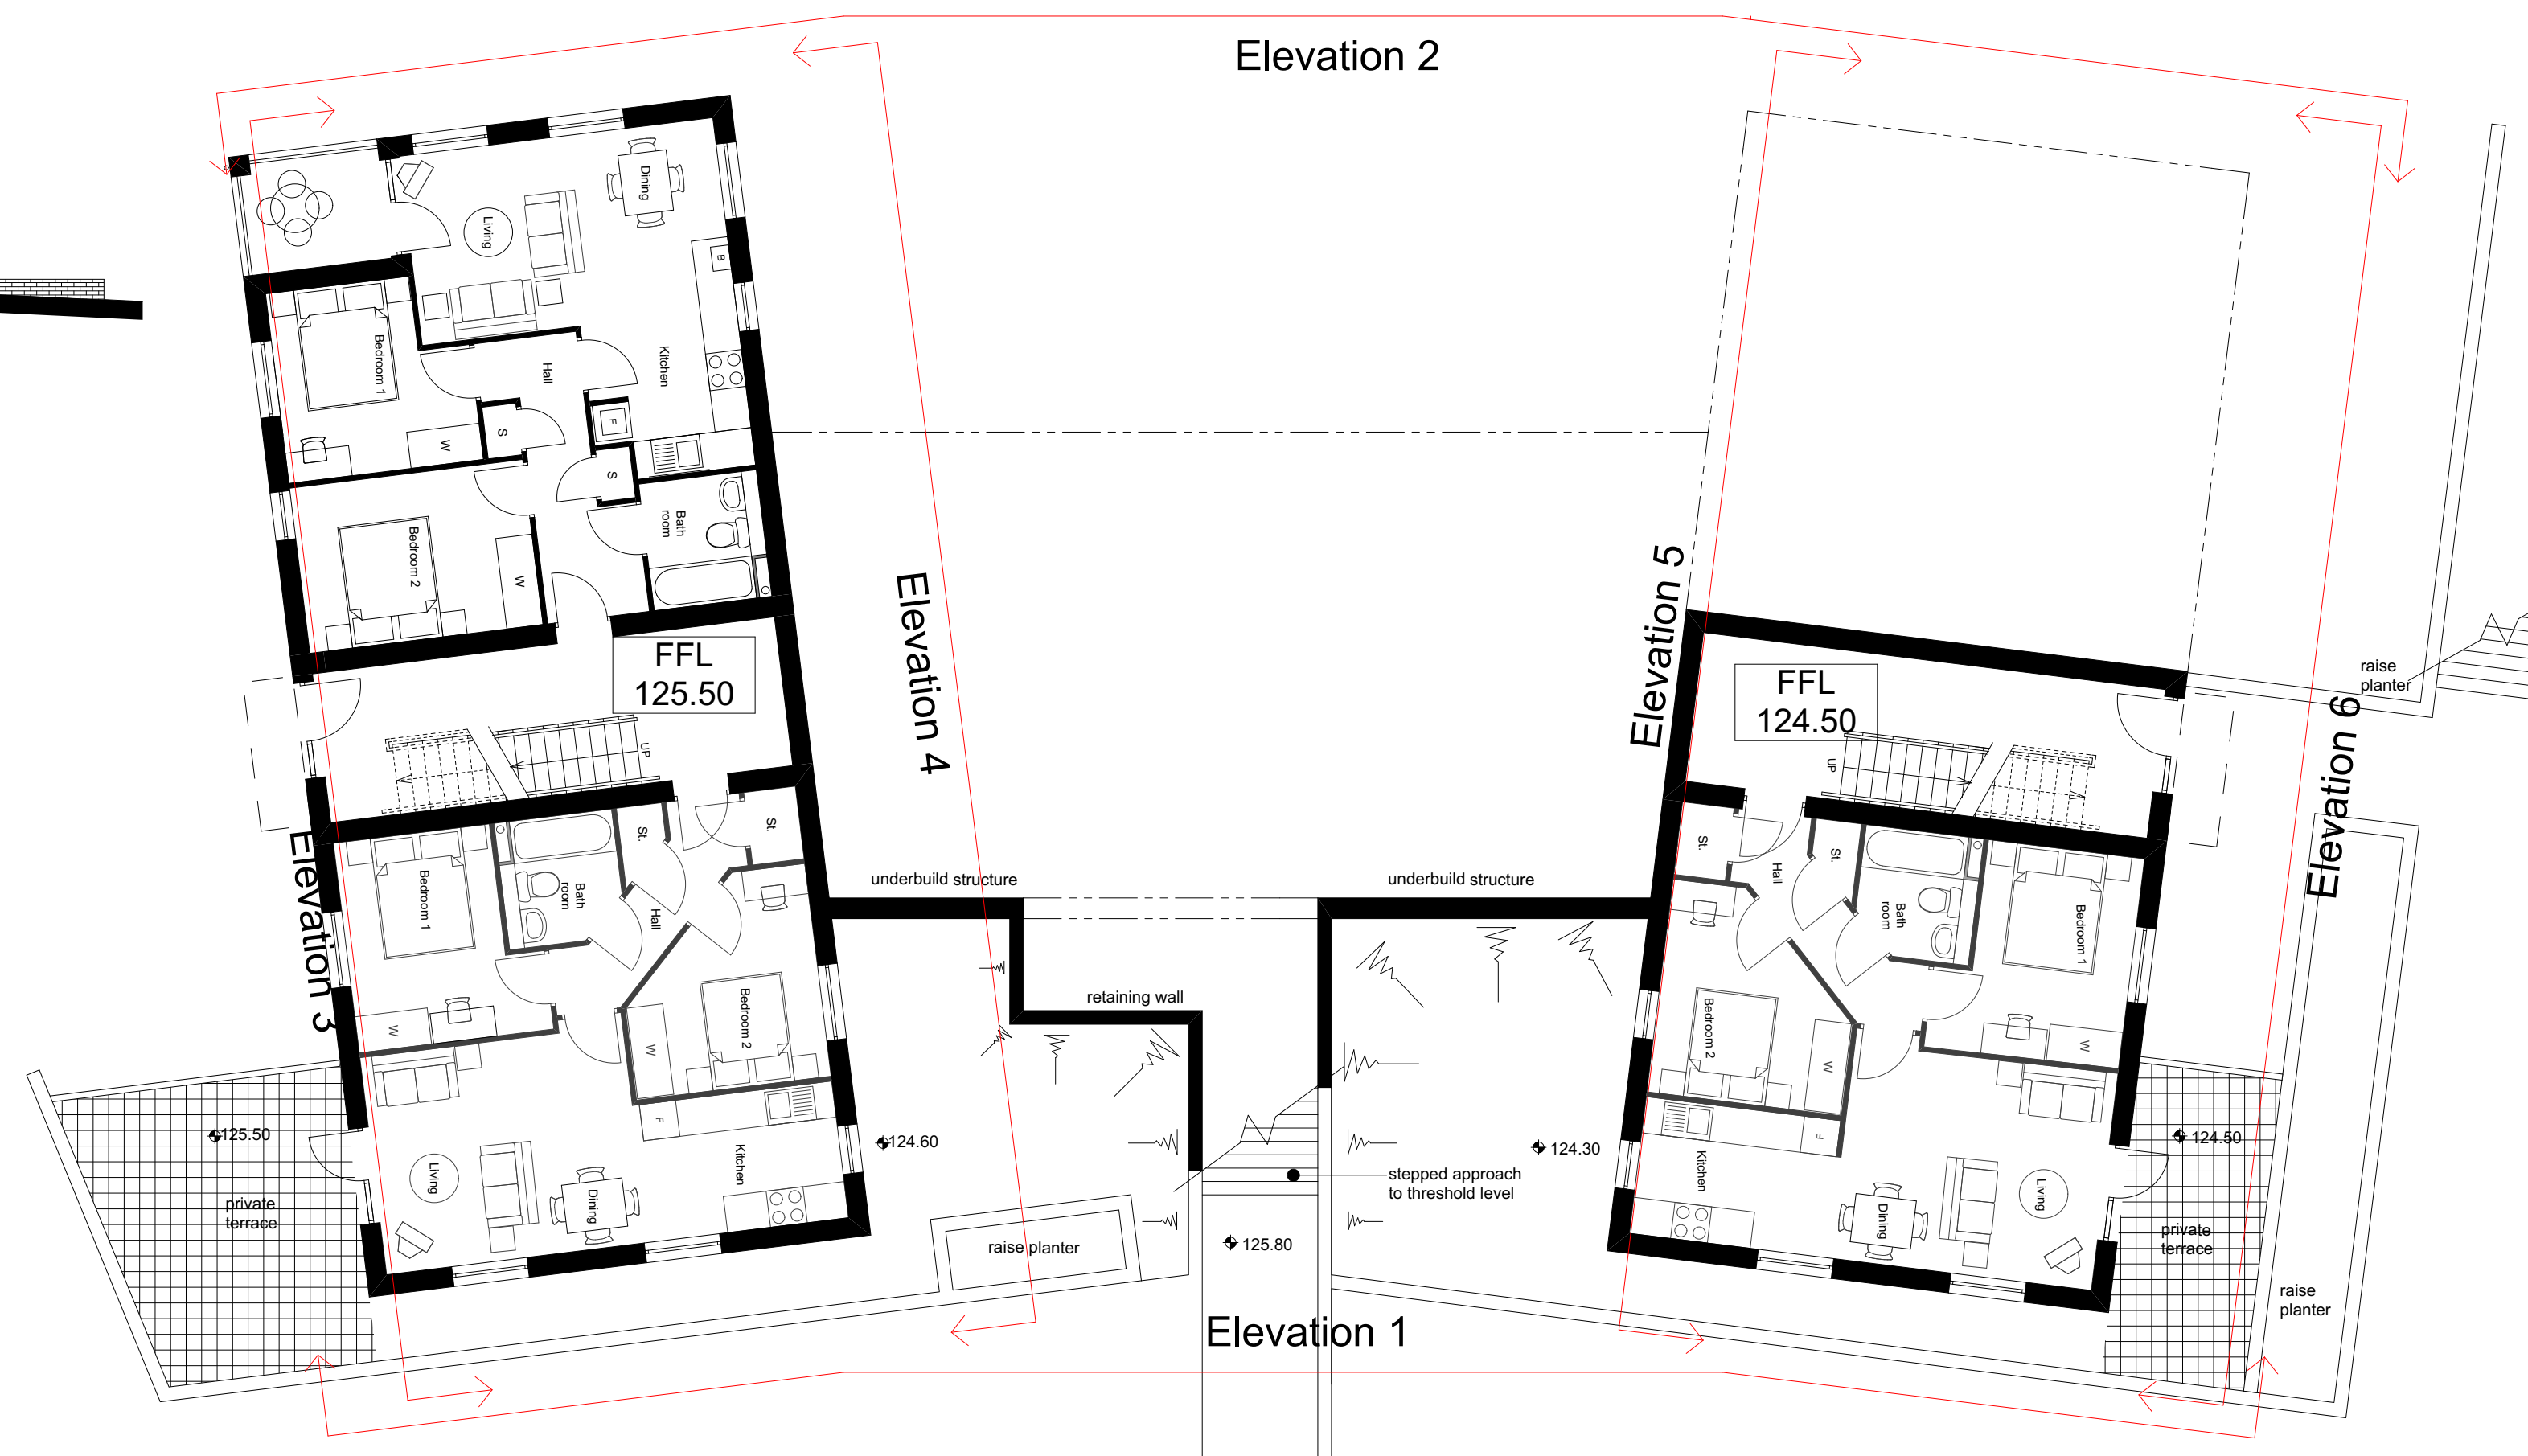 Elevation 2
Dining
Living
B
Bedroom 1
Hall
Kitchen
F
S
W
S
Bath
room
Bedroom 2
W
FFL
125.50
UP
Elevation 4
Elevation 3
St.
St.
Bedroom 1
Bath
room
Hall
W
Bedroom 2
W
F
Kitchen
Living
Dining
125.50
private
terrace
underbuild structure
underbuild structure
retaining wall
124.60
raise planter
stepped approach
to threshold level
125.80
124.30
Elevation 1
Elevation 5
FFL
124.50
UP
raise
planter
Elevation 6
St.
St.
Hall
Bath
room
Bedroom 1
Bedroom 2
W
W
F
Kitchen
Dining
Living
124.50
private
terrace
raise
planter